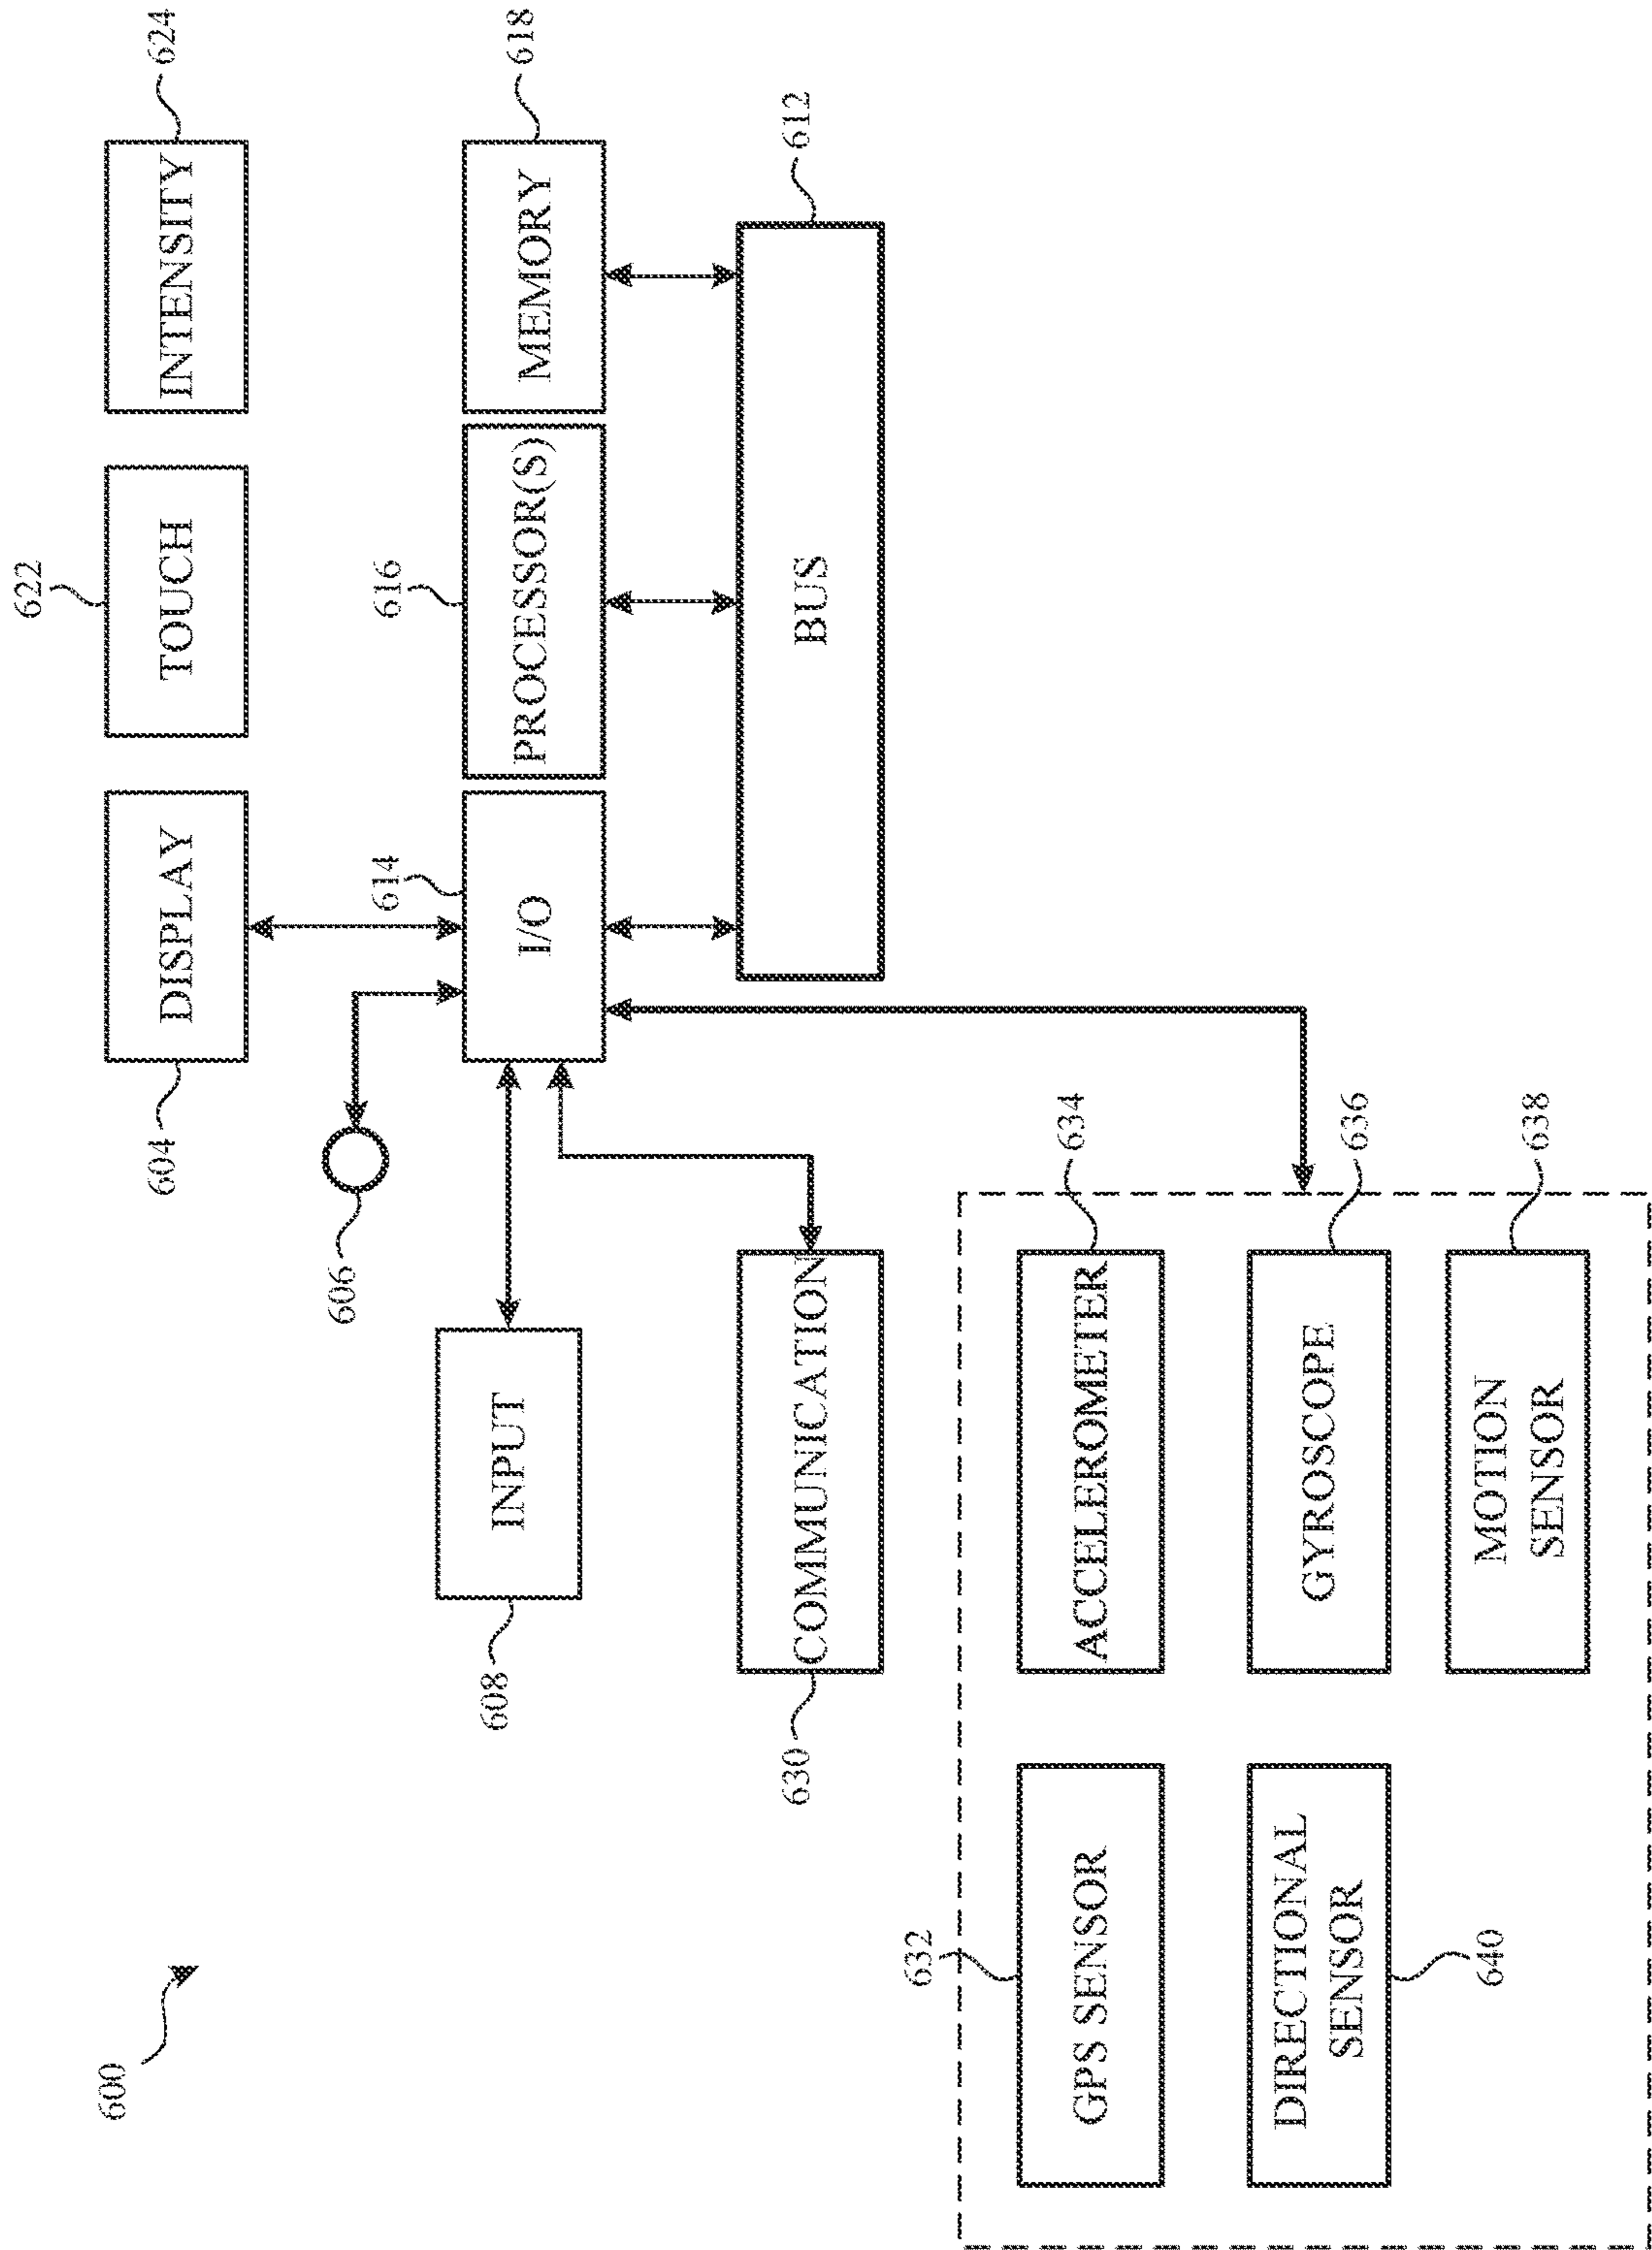 600
622
DISPLAY
TOUCH
INTENSITY
604
624
606
614
616
INPUT
I/O
PROCESSOR(S)
MEMORY
608
618
COMMUNICATION
BUS
630
612
632
GPS SENSOR
ACCELEROMETER
634
DIRECTIONAL
SENSOR
GYROSCOPE
636
640
MOTION
SENSOR
638